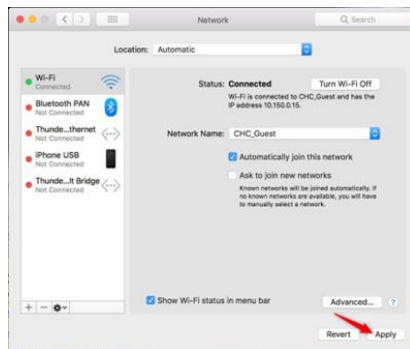 Network
Search
Location: Automatic
Wi-Fi
Connected
Bluetooth PAN
Not Connected
Thunde...thernet
Not Connected
iPhone USB
Not Connected
Thunde...lt Bridge
Not Connected
Status: Connected
Turn Wi-Fi Off
Wi-Fi is connected to CHC_Guest and has the
IP address 10.150.0.15.
Network Name: CHC_Guest
Automatically join this network
Ask to join new networks
Known networks will be joined automatically. If
no known networks are available, you will have
to manually select a network.
Show Wi-Fi status in menu bar
Advanced...
?
Revert
Apply